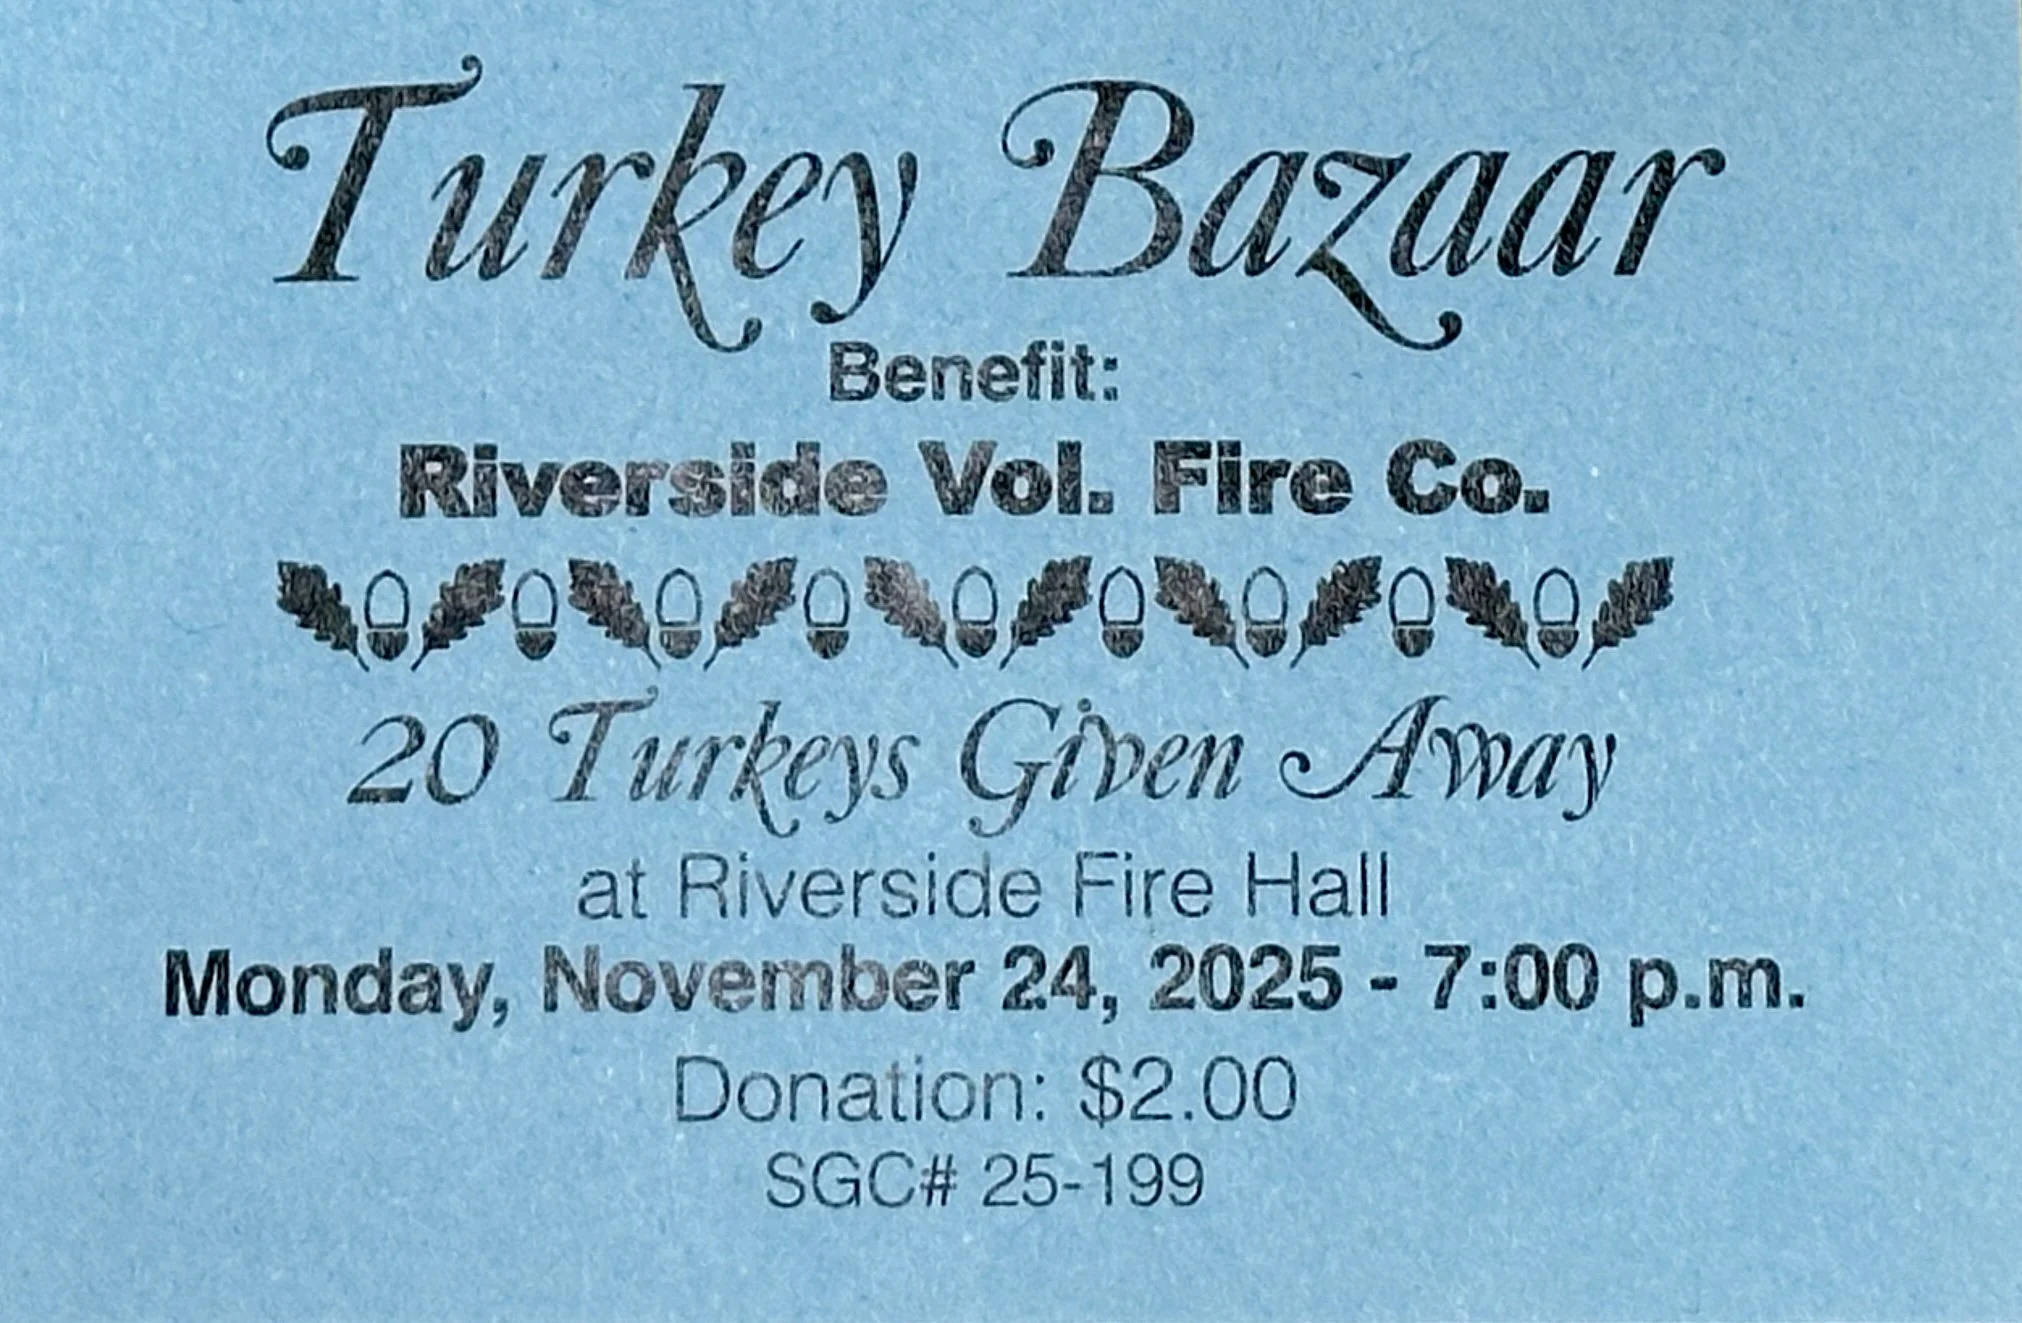 Turkey Bazaar
Benefit:
Riverside Vol. Fire Co.
20 Turkeys Given Away
at Riverside Fire Hall
Monday, November 24, 2025 - 7:00 p.m.
Donation: $2.00
SGC# 25-199